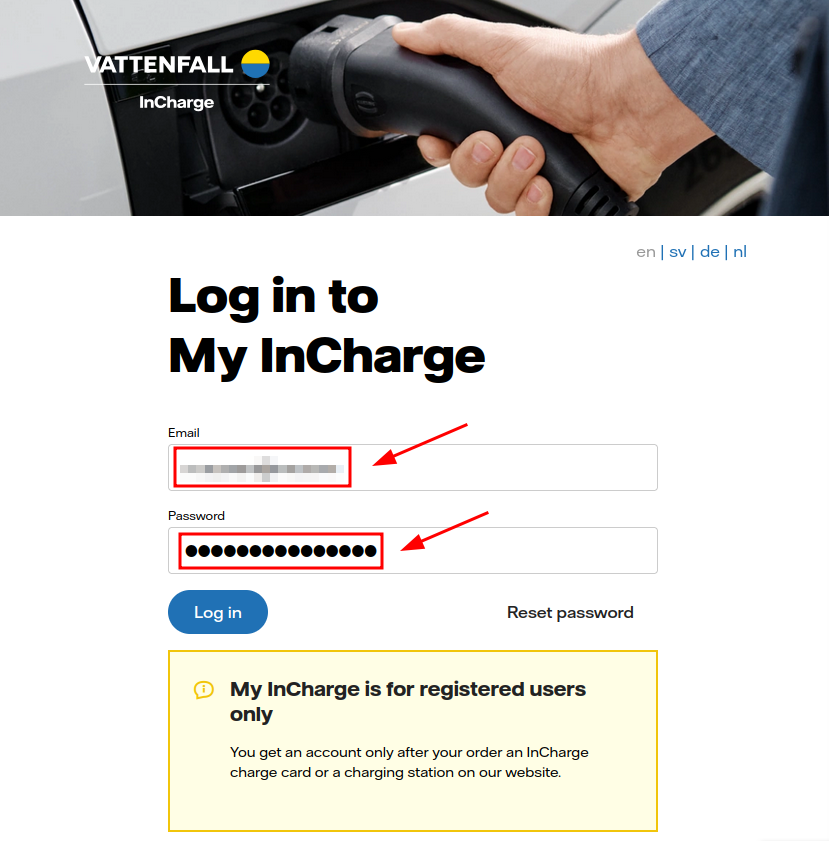 VATTENFALL
InCharge
en | sv | de | nl
Log in to
My InCharge
Email
Password
Log in
Reset password
My InCharge is for registered users
only
You get an account only after your order an InCharge
charge card or a charging station on our website.